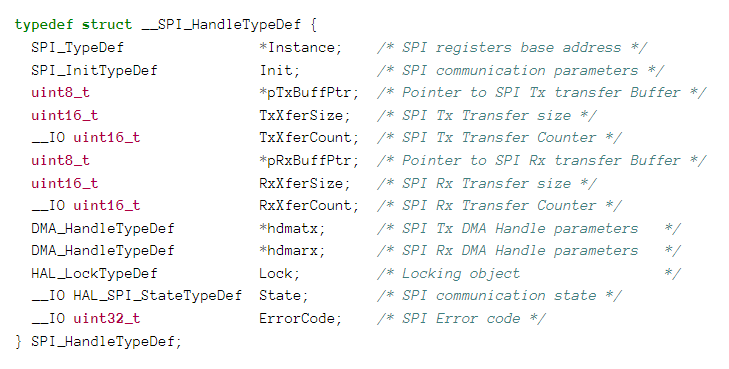 typedef struct __SPI_HandleTypeDef {
  SPI_TypeDef                *Instance;    /* SPI registers base address */
  SPI_InitTypeDef            Init;         /* SPI communication parameters */
  uint8_t                    *pTxBuffPtr;  /* Pointer to SPI Tx transfer Buffer */
  uint16_t                   TxXferSize;   /* SPI Tx Transfer size */
  __IO uint16_t              TxXferCount;  /* SPI Tx Transfer Counter */
  uint8_t                    *pRxBuffPtr;  /* Pointer to SPI Rx transfer Buffer */
  uint16_t                   RxXferSize;   /* SPI Rx Transfer size */
  __IO uint16_t              RxXferCount;  /* SPI Rx Transfer Counter */
  DMA_HandleTypeDef          *hdmatx;      /* SPI Tx DMA Handle parameters   */
  DMA_HandleTypeDef          *hdmarx;      /* SPI Rx DMA Handle parameters   */
  HAL_LockTypeDef            Lock;         /* Locking object                 */
  __IO HAL_SPI_StateTypeDef  State;        /* SPI communication state */
  __IO uint32_t              ErrorCode;    /* SPI Error code */
} SPI_HandleTypeDef;